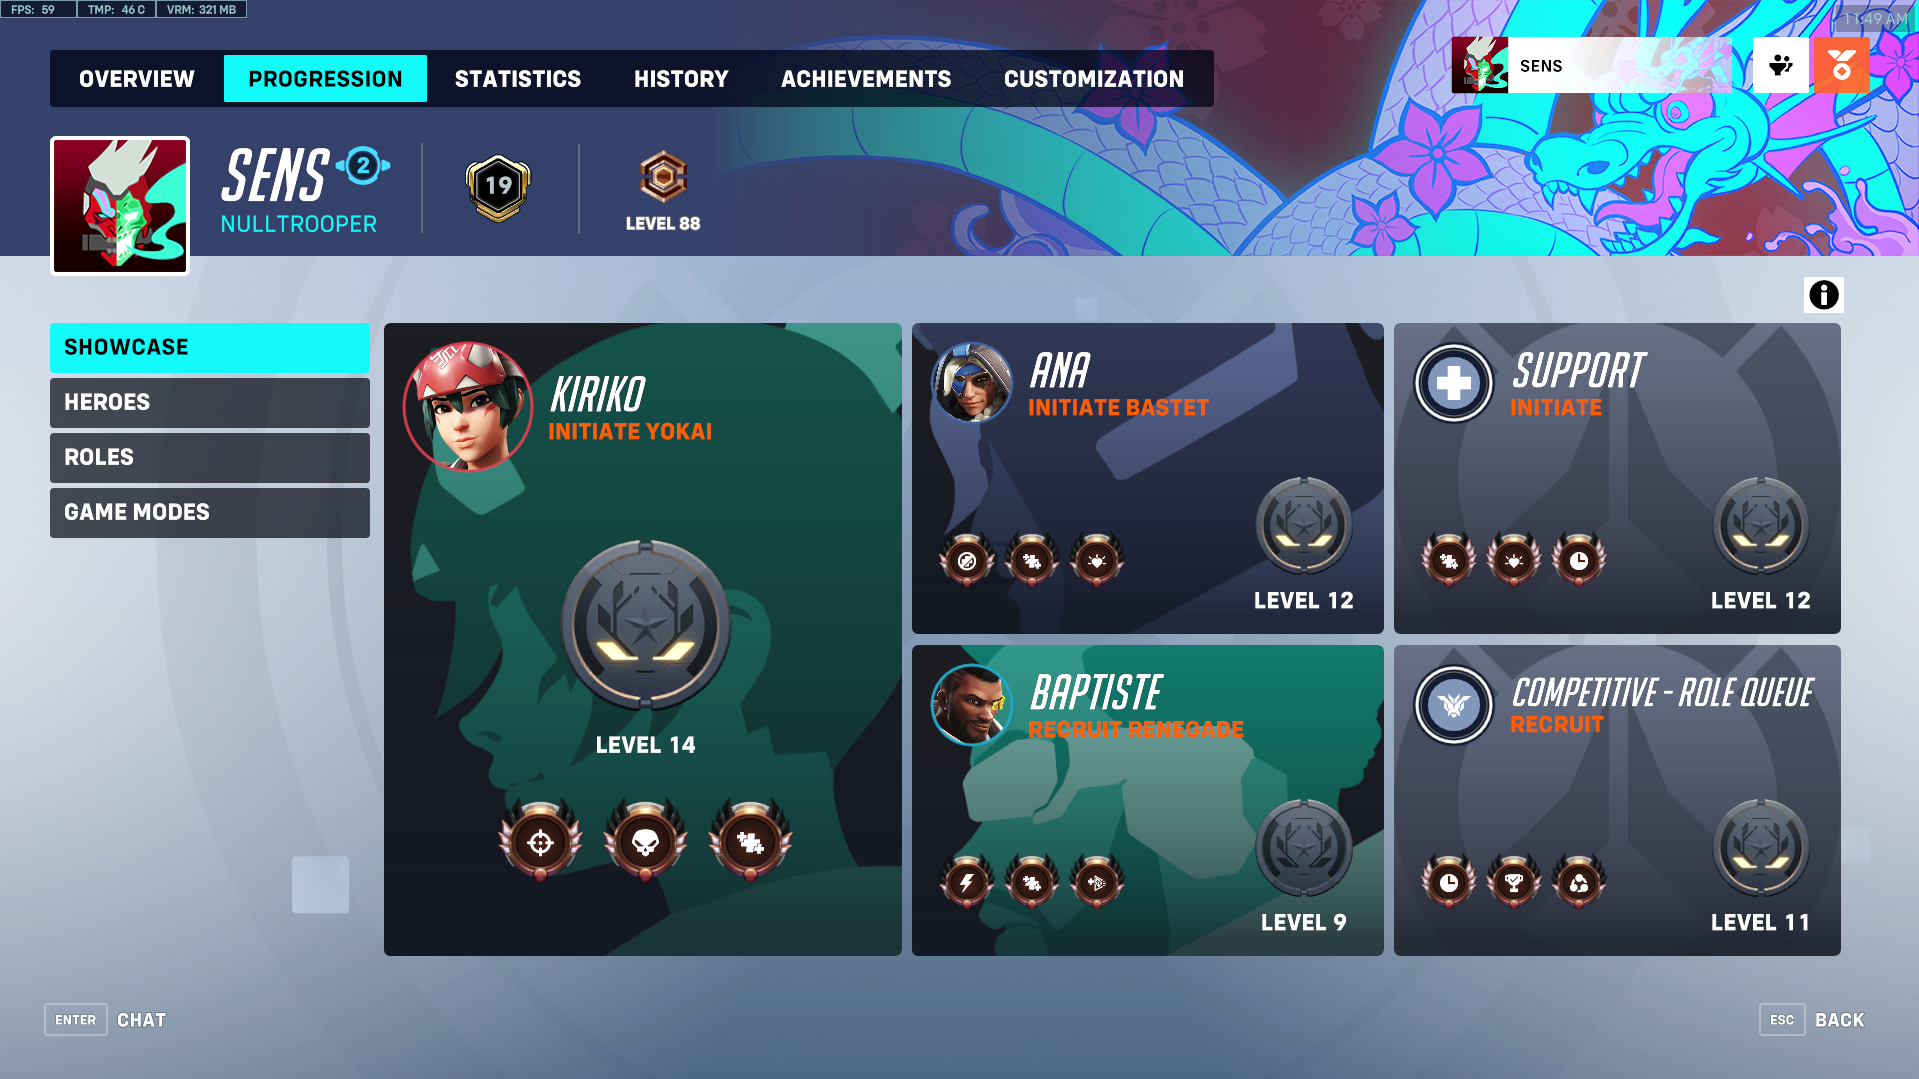 FPS: 59 TMP: 46 C VRM: 321 MB
11:49 AM
OVERVIEW PROGRESSION STATISTICS HISTORY ACHIEVEMENTS CUSTOMIZATION
SENS
SENS 2
NULLTROOPER
19
LEVEL 88
SHOWCASE
HEROES
ROLES
GAME MODES
KIRIKO
INITIATE YOKAI
LEVEL 14
ANA
INITIATE BASTET
LEVEL 12
SUPPORT
INITIATE
LEVEL 12
BAPTISTE
RECRUIT RENEGADE
LEVEL 9
COMPETITIVE - ROLE QUEUE
RECRUIT
LEVEL 11
ENTER CHAT
ESC BACK